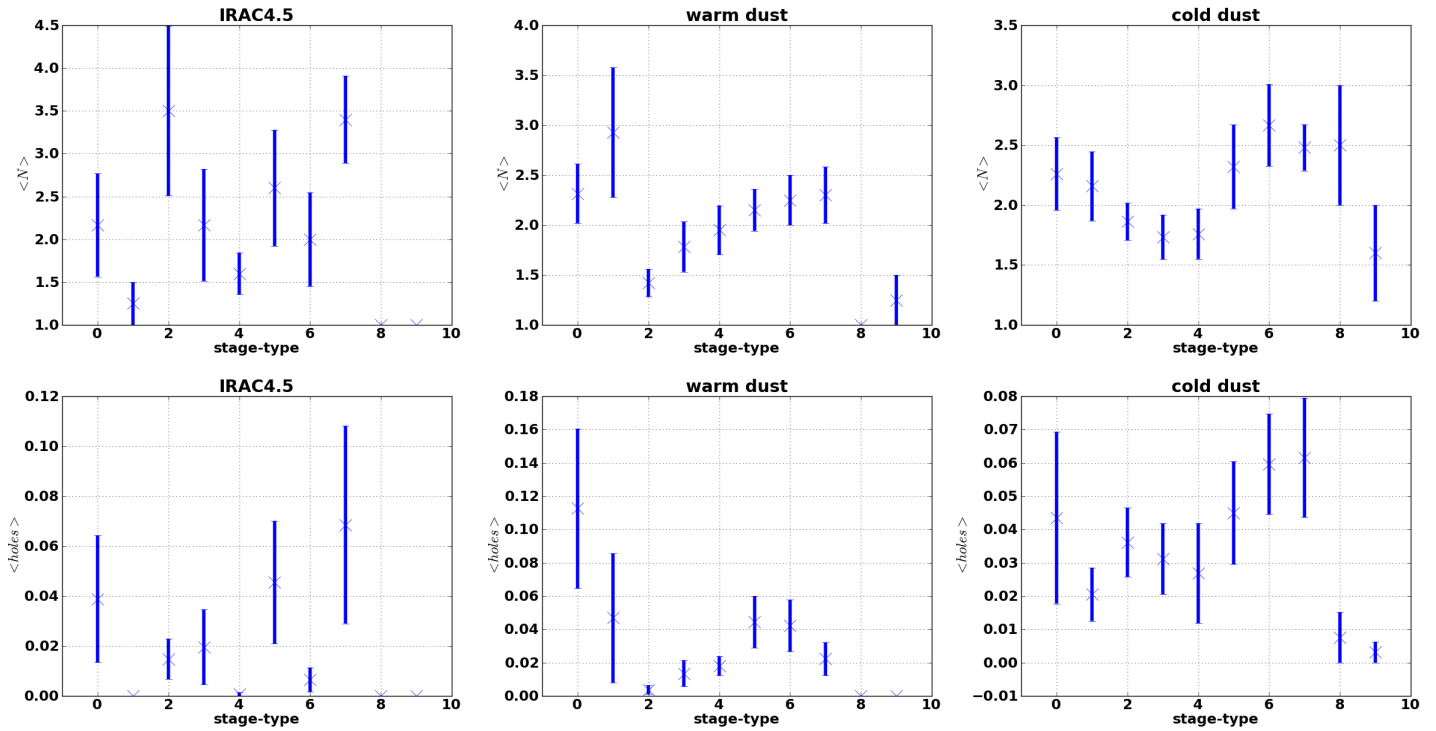 IRAC4.5
4.5
4.0
3.5
3.0
2.5
2.0
1.5
1.0
<N>
0 2 4 6 8 10
stage-type
warm dust
4.0
3.5
3.0
2.5
2.0
1.5
1.0
<N>
0 2 4 6 8 10
stage-type
cold dust
3.5
3.0
2.5
2.0
1.5
1.0
<N>
0 2 4 6 8 10
stage-type
IRAC4.5
0.12
0.10
0.08
0.06
0.04
0.02
0.00
<holes>
0 2 4 6 8 10
stage-type
warm dust
0.18
0.16
0.14
0.12
0.10
0.08
0.06
0.04
0.02
0.00
<holes>
0 2 4 6 8 10
stage-type
cold dust
0.08
0.07
0.06
0.05
0.04
0.03
0.02
0.01
0.00
−0.01
<holes>
0 2 4 6 8 10
stage-type